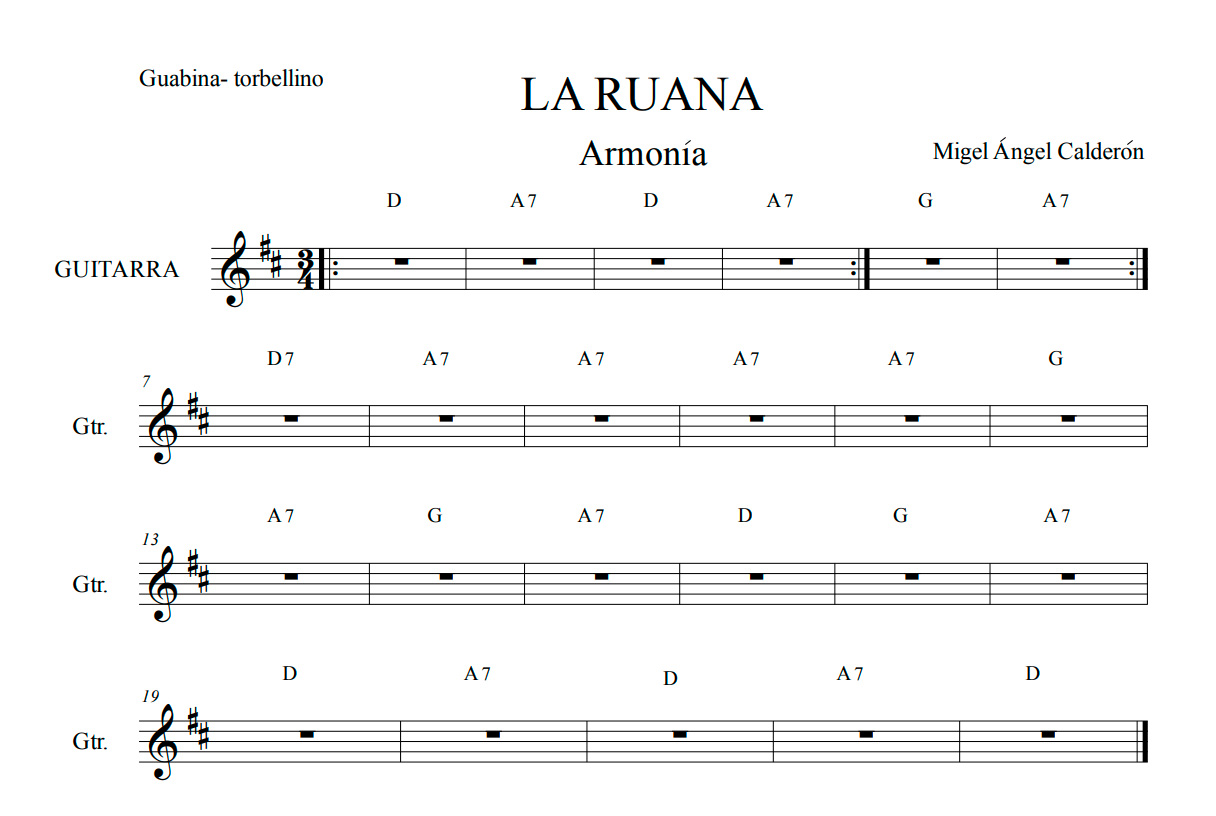 Guabina- torbellino
LA RUANA
Armonía
Migel Ángel Calderón
D A7 D A7 G A7
GUITARRA
3
4
D7 A7 A7 A7 A7 G
7
Gtr.
A7 G A7 D G A7
13
Gtr.
D A7 D A7 D
19
Gtr.